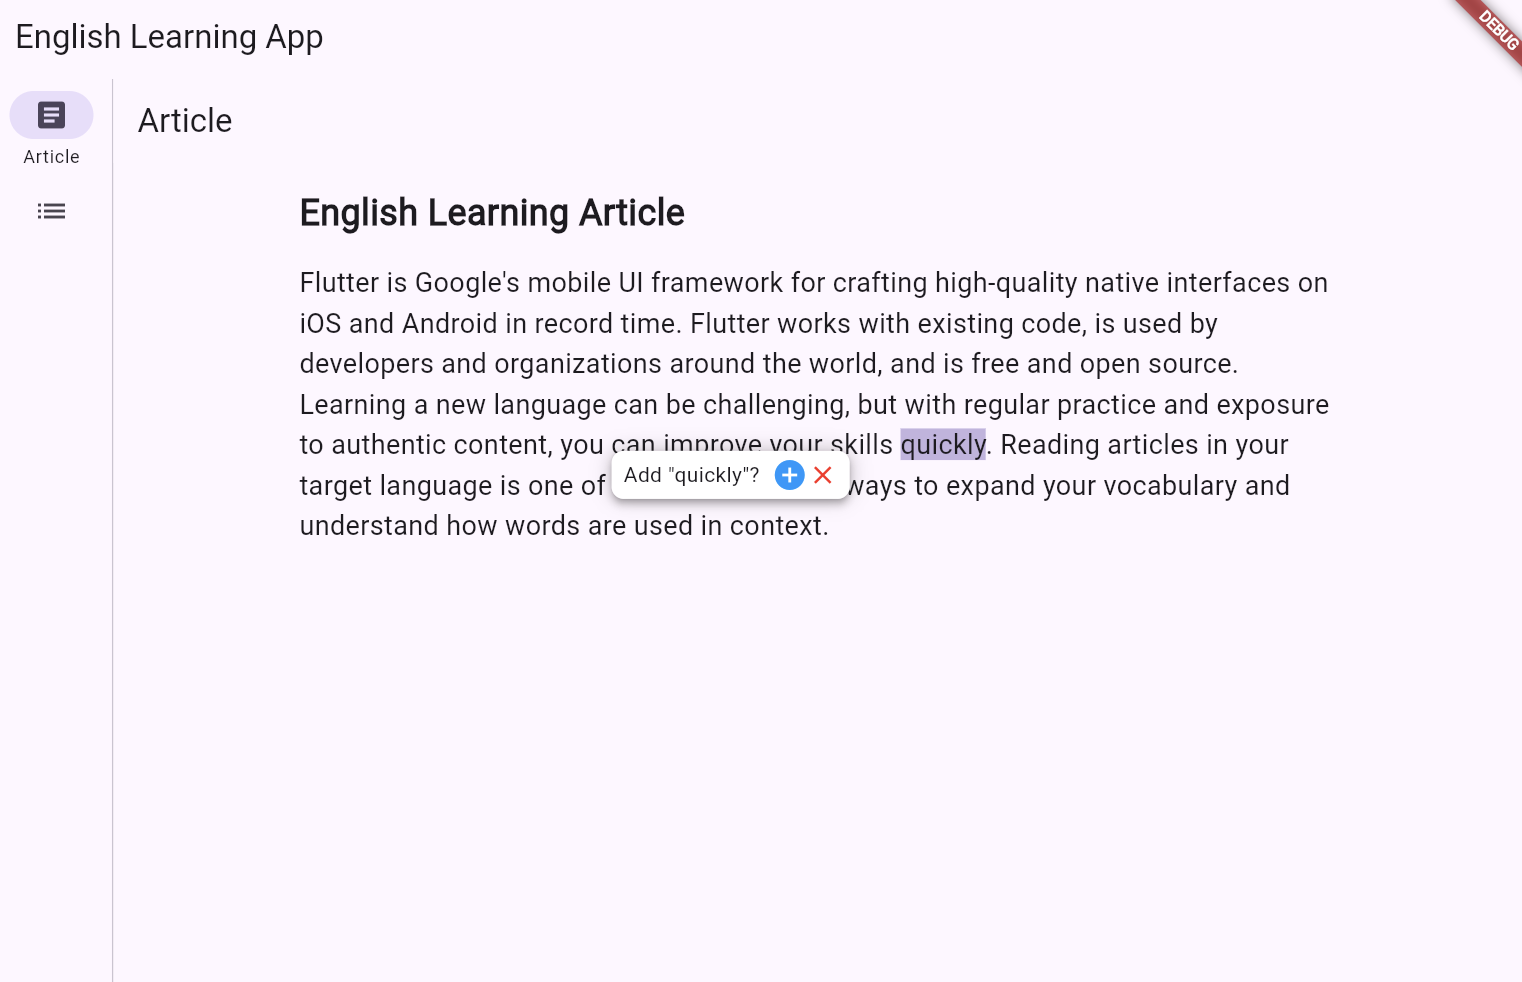 English Learning App
DEBUG
Article
Article
English Learning Article
Flutter is Google's mobile UI framework for crafting high-quality native interfaces on
iOS and Android in record time. Flutter works with existing code, is used by
developers and organizations around the world, and is free and open source.
Learning a new language can be challenging, but with regular practice and exposure
to authentic content, you can improve your skills quickly. Reading articles in your
Add "quickly"?
target language is one of ways to expand your vocabulary and
understand how words are used in context.